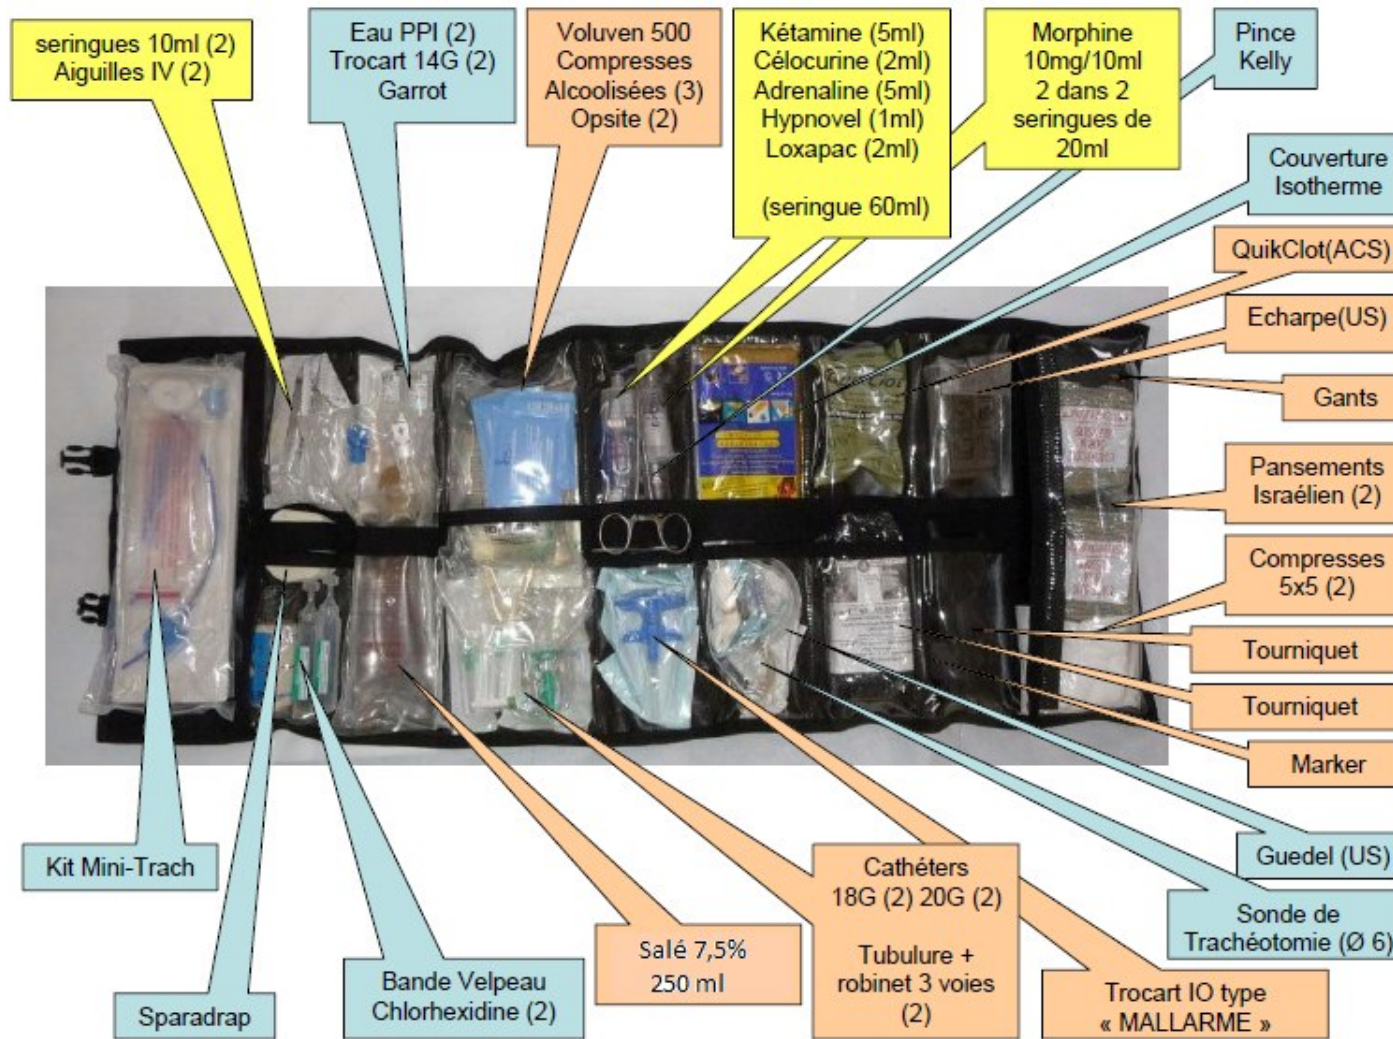 seringues 10ml (2)
Aiguilles IV (2)
Eau PPI (2)
Trocart 14G (2)
Garrot
Voluven 500
Compresses
Alcoolisées (3)
Opsite (2)
Kétamine (5ml)
Célocurine (2ml)
Adrenaline (5ml)
Hypnovel (1ml)
Loxapac (2ml)
(seringue 60ml)
Morphine
10mg/10ml
2 dans 2
seringues de
20ml
Pince
Kelly
Couverture
Isotherme
QuikClot(ACS)
Echarpe(US)
Gants
Pansements
Israélien (2)
Compresses
5x5 (2)
Tourniquet
Tourniquet
Marker
Guedel (US)
Sonde de
Trachéotomie (Ø 6)
Trocart IO type
« MALLARME »
Cathéters
18G (2) 20G (2)
Tubulure +
robinet 3 voies
(2)
Salé 7,5%
250 ml
Bande Velpeau
Chlorhexidine (2)
Sparadrap
Kit Mini-Trach